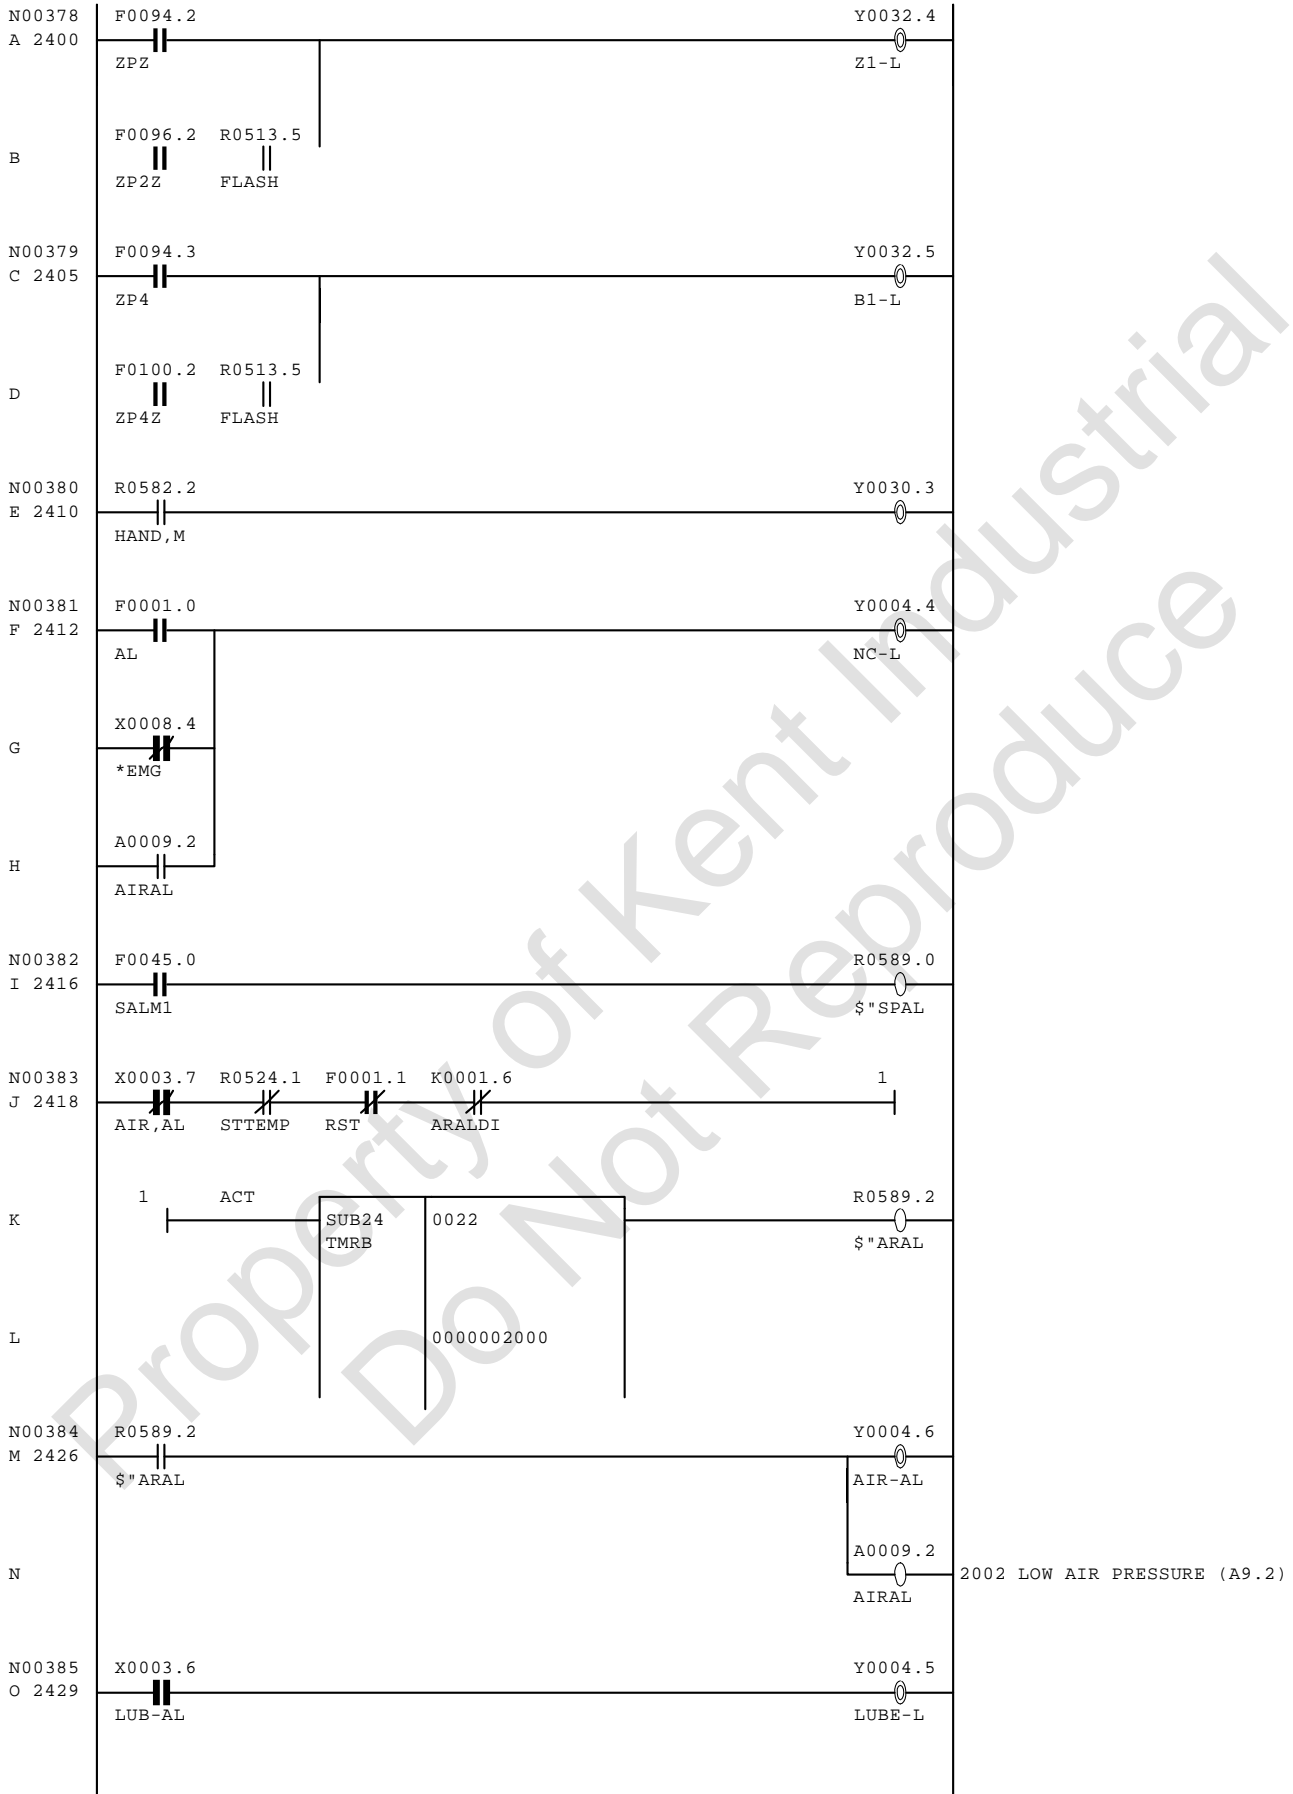 N00378 F0094.2 Y0032.4
A 2400
ZPZ Z1-L
F0096.2 R0513.5
B
ZP2Z FLASH
N00379 F0094.3 Y0032.5
C 2405
ZP4 B1-L
F0100.2 R0513.5
D
ZP4Z FLASH
N00380 R0582.2 Y0030.3
E 2410
HAND,M
N00381 F0001.0 Y0004.4
F 2412
AL NC-L
X0008.4
G
*EMG
A0009.2
H
AIRAL
N00382 F0045.0 R0589.0
I 2416
SALM1 $"SPAL
N00383 X0003.7 R0524.1 F0001.1 K0001.6 1
J 2418
AIR,AL STTEMP RST ARALDI
1 ACT R0589.2
K SUB24 0022
TMRB $"ARAL
L 0000002000
N00384 R0589.2 Y0004.6
M 2426
$"ARAL AIR-AL
A0009.2
N 2002 LOW AIR PRESSURE (A9.2)
AIRAL
N00385 X0003.6 Y0004.5
O 2429
LUB-AL LUBE-L
Property of Kent Industrial
Do Not Reproduce